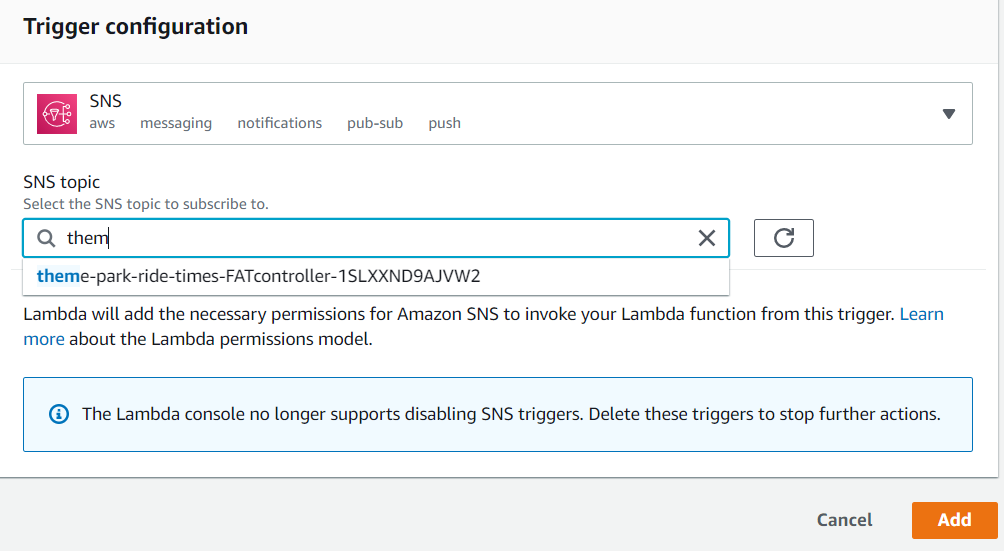 Trigger configuration
SNS
aws messaging notifications pub-sub push
SNS topic
Select the SNS topic to subscribe to.
them
theme-park-ride-times-FATcontroller-1SLXXND9AJVW2
Lambda will add the necessary permissions for Amazon SNS to invoke your Lambda function from this trigger. Learn
more about the Lambda permissions model.
The Lambda console no longer supports disabling SNS triggers. Delete these triggers to stop further actions.
Cancel Add